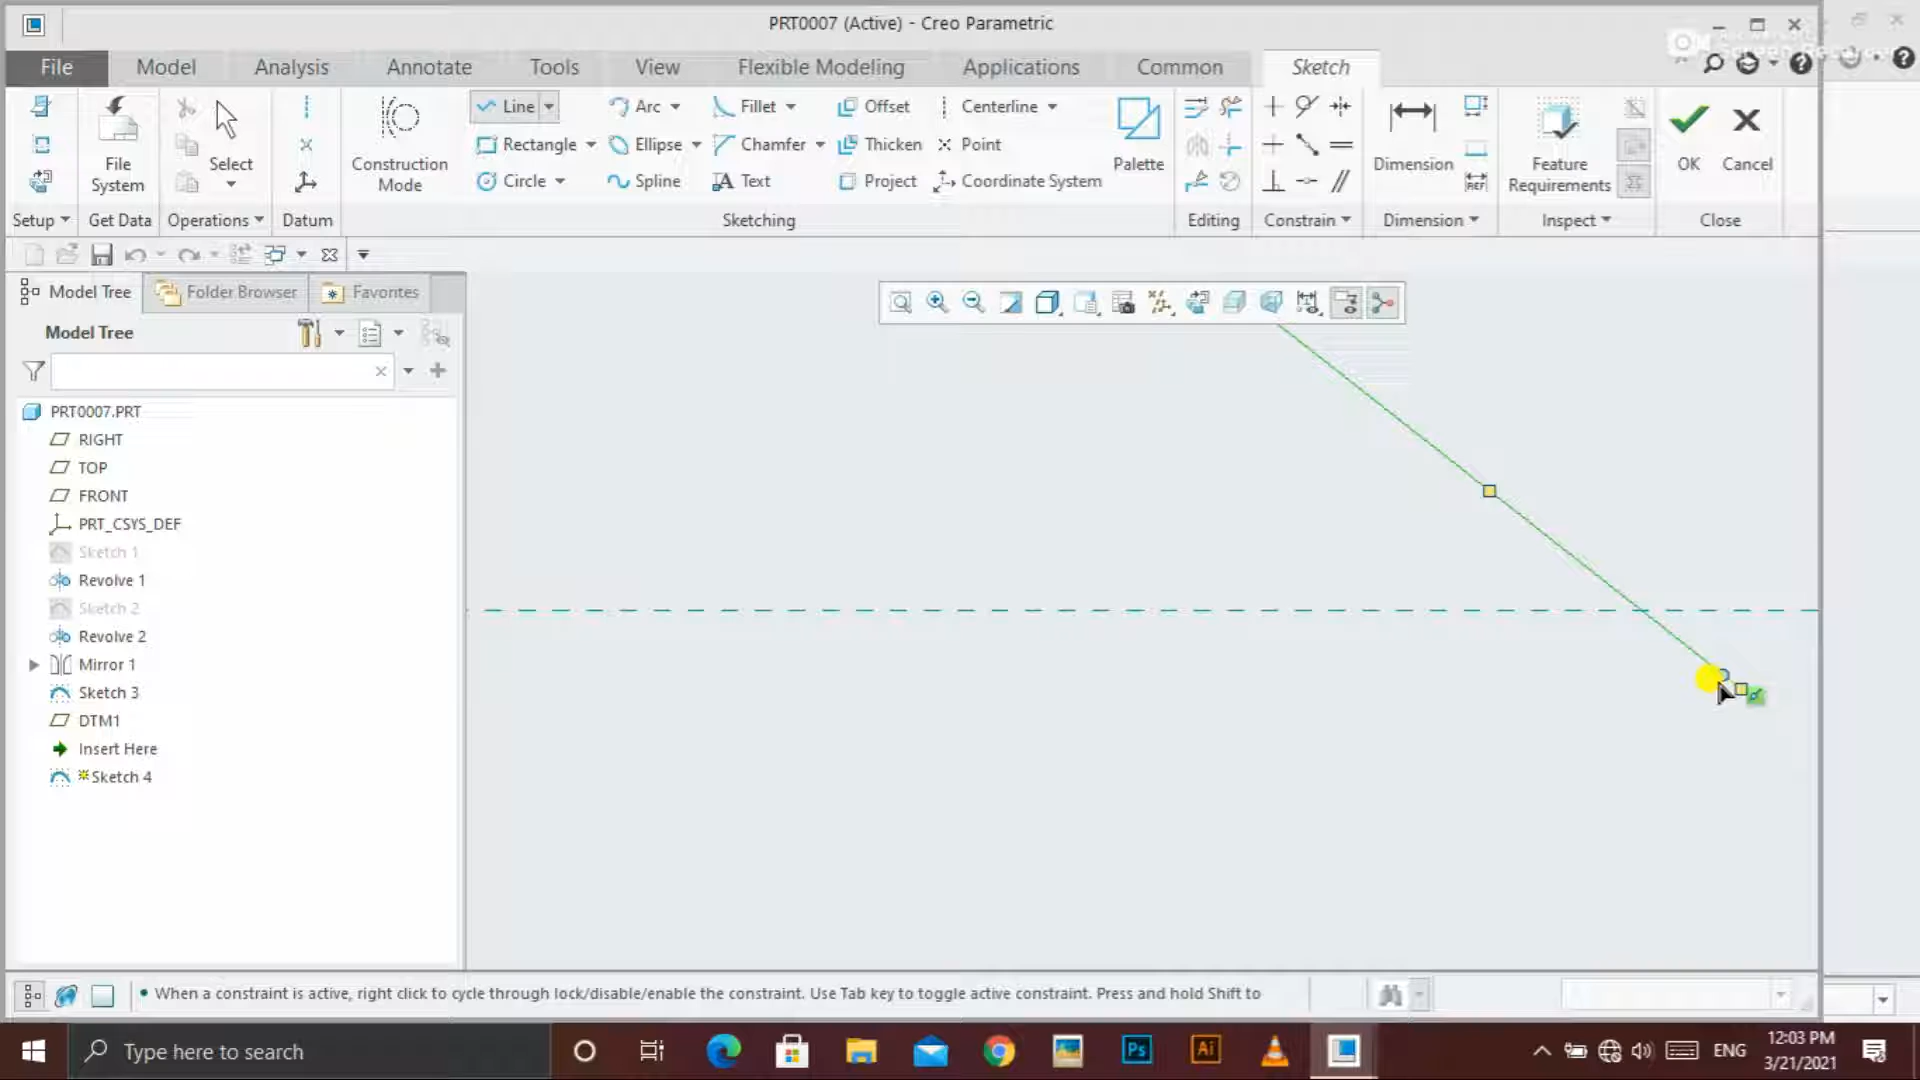 PRT0007 (Active) - Creo Parametric
File Model Analysis Annotate Tools View Flexible Modeling Applications Common Sketch
Line Arc Fillet Offset Centerline
Rectangle Ellipse Chamfer Thicken Point
Circle Spline Text Project Coordinate System
File System
Select
Construction Mode
Palette
Dimension
REF
Feature Requirements
OK Cancel
Setup Get Data Operations Datum Sketching Editing Constrain Dimension Inspect Close
Model Tree Folder Browser Favorites
Model Tree
PRT0007.PRT
RIGHT
TOP
FRONT
PRT_CSYS_DEF
Sketch 1
Revolve 1
Sketch 2
Revolve 2
Mirror 1
Sketch 3
DTM1
Insert Here
Sketch 4
When a constraint is active, right click to cycle through lock/disable/enable the constraint. Use Tab key to toggle active constraint. Press and hold Shift to
Type here to search
Ps
Ai
ENG
12:03 PM
3/21/2021